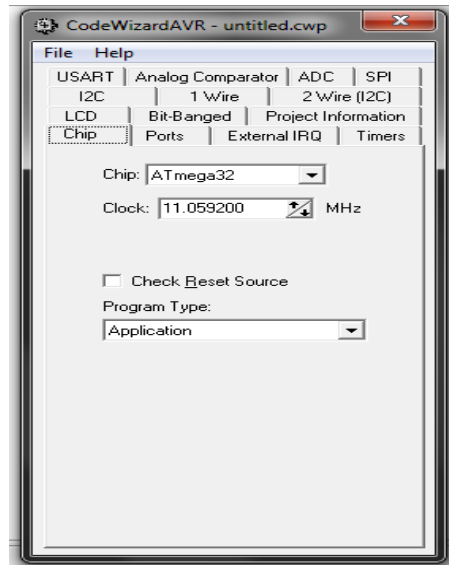 CodeWizardAVR - untitled.cwp
File Help
USART Analog Comparator ADC SPI
I2C 1 Wire 2 Wire (I2C)
LCD Bit-Banged Project Information
Chip Ports External IRQ Timers
Chip: ATmega32
Clock: 11.059200 MHz
Check Reset Source
Program Type:
Application